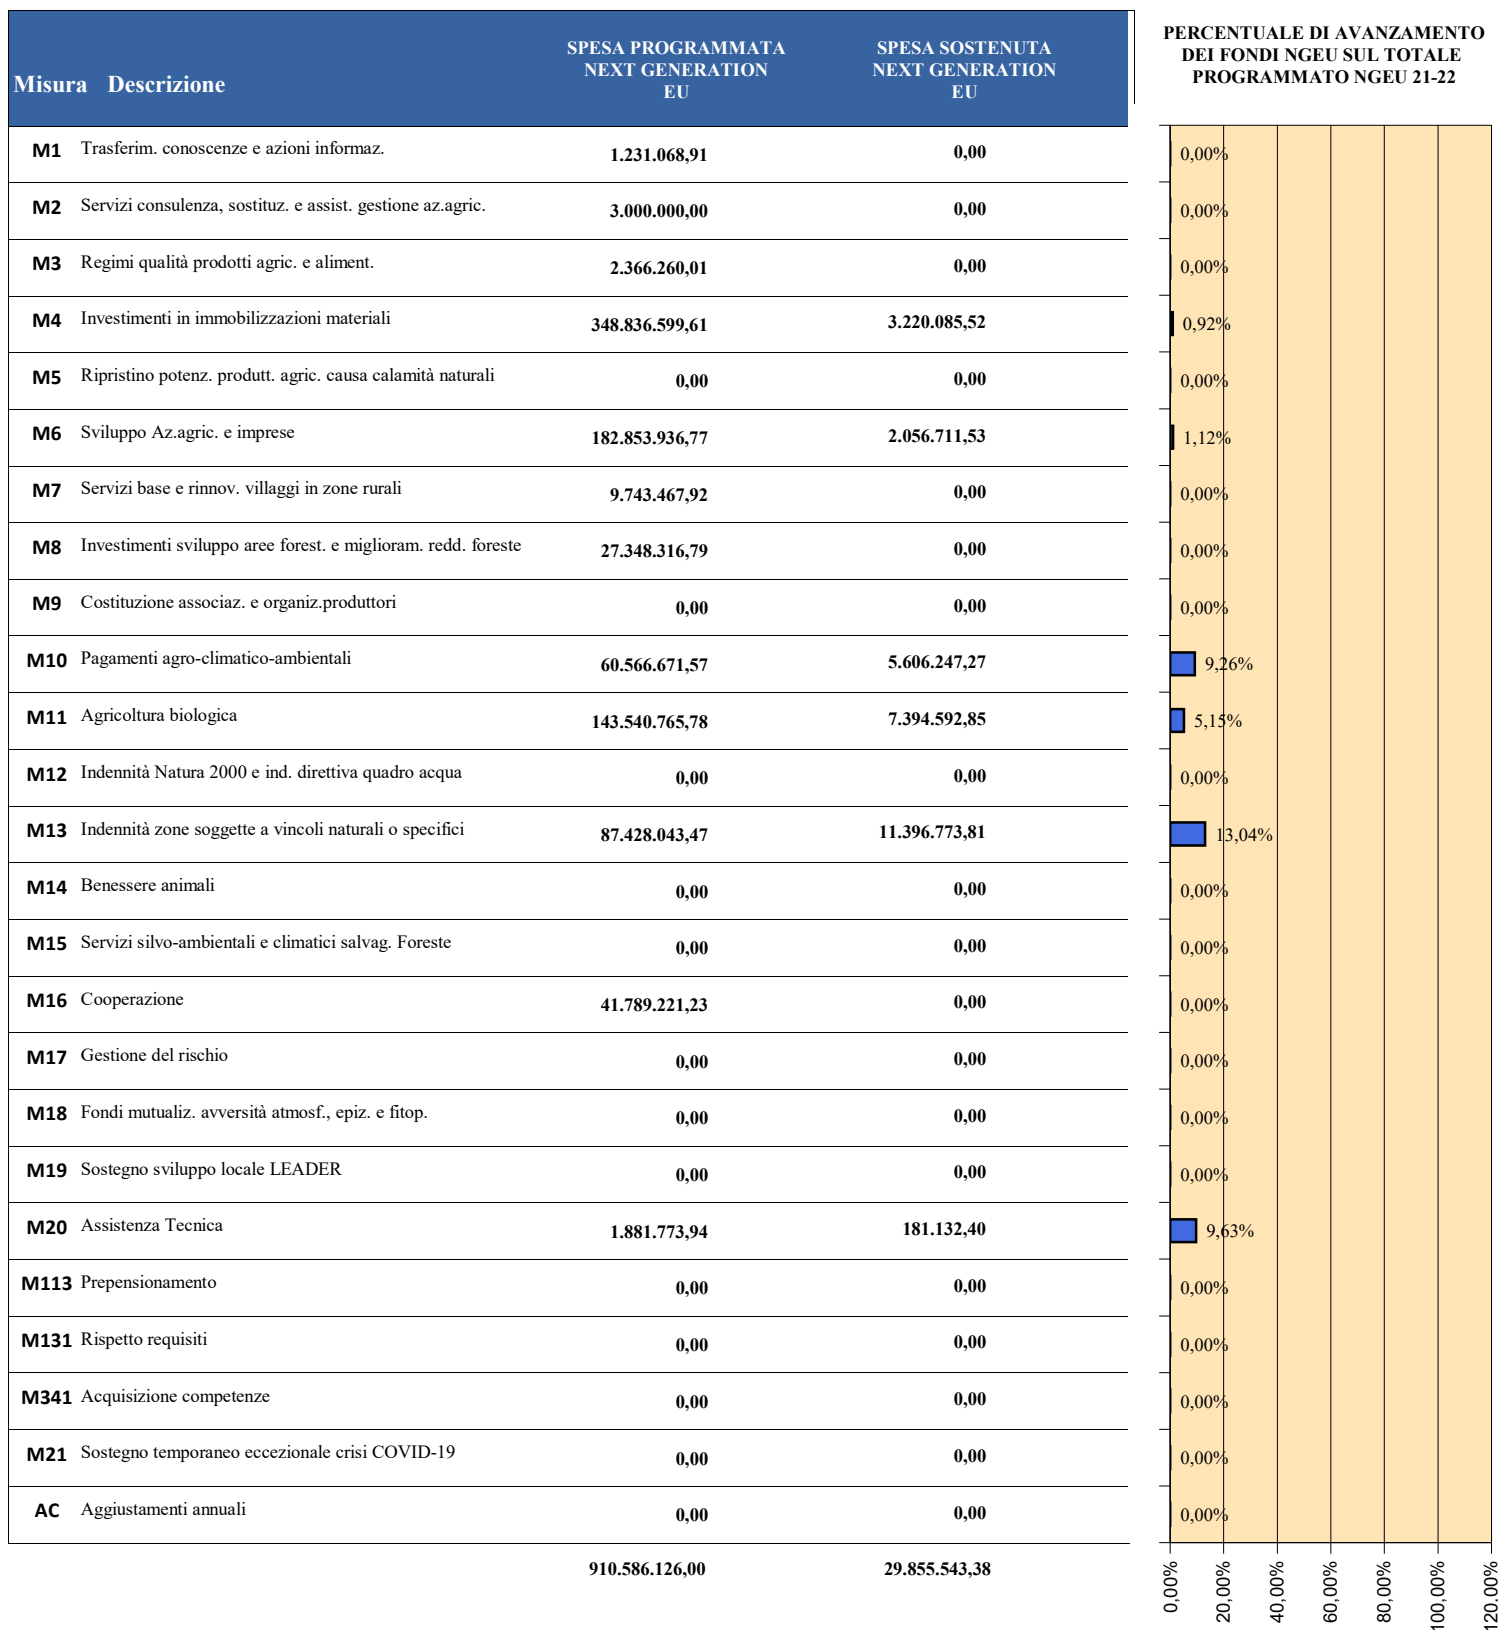 SPESA PROGRAMMATA
NEXT GENERATION
EU
SPESA SOSTENUTA
NEXT GENERATION
EU
Misura Descrizione
PERCENTUALE DI AVANZAMENTO
DEI FONDI NGEU SUL TOTALE
PROGRAMMATO NGEU 21-22
M1 Trasferim. conoscenze e azioni informaz. 1.231.068,91 0,00 0,00%
M2 Servizi consulenza, sostituz. e assist. gestione az.agric. 3.000.000,00 0,00 0,00%
M3 Regimi qualità prodotti agric. e aliment. 2.366.260,01 0,00 0,00%
M4 Investimenti in immobilizzazioni materiali 348.836.599,61 3.220.085,52 0,92%
M5 Ripristino potenz. produtt. agric. causa calamità naturali 0,00 0,00 0,00%
M6 Sviluppo Az.agric. e imprese 182.853.936,77 2.056.711,53 1,12%
M7 Servizi base e rinnov. villaggi in zone rurali 9.743.467,92 0,00 0,00%
M8 Investimenti sviluppo aree forest. e miglioram. redd. foreste 27.348.316,79 0,00 0,00%
M9 Costituzione associaz. e organiz.produttori 0,00 0,00 0,00%
M10 Pagamenti agro-climatico-ambientali 60.566.671,57 5.606.247,27 9,26%
M11 Agricoltura biologica 143.540.765,78 7.394.592,85 5,15%
M12 Indennità Natura 2000 e ind. direttiva quadro acqua 0,00 0,00 0,00%
M13 Indennità zone soggette a vincoli naturali o specifici 87.428.043,47 11.396.773,81 13,04%
M14 Benessere animali 0,00 0,00 0,00%
M15 Servizi silvo-ambientali e climatici salvag. Foreste 0,00 0,00 0,00%
M16 Cooperazione 41.789.221,23 0,00 0,00%
M17 Gestione del rischio 0,00 0,00 0,00%
M18 Fondi mutualiz. avversità atmosf., epiz. e fitop. 0,00 0,00 0,00%
M19 Sostegno sviluppo locale LEADER 0,00 0,00 0,00%
M20 Assistenza Tecnica 1.881.773,94 181.132,40 9,63%
M113 Prepensionamento 0,00 0,00 0,00%
M131 Rispetto requisiti 0,00 0,00 0,00%
M341 Acquisizione competenze 0,00 0,00 0,00%
M21 Sostegno temporaneo eccezionale crisi COVID-19 0,00 0,00 0,00%
AC Aggiustamenti annuali 0,00 0,00 0,00%
910.586.126,00 29.855.543,38
0,00%
20,00%
40,00%
60,00%
80,00%
100,00%
120,00%